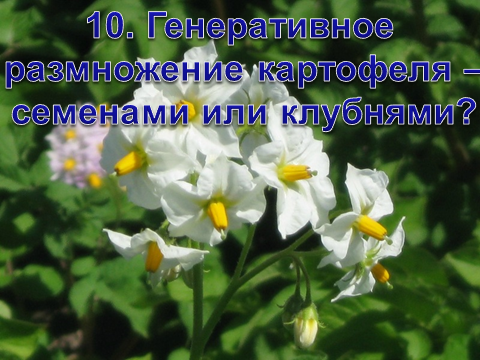 10. Генеративное
размножение картофеля –
семенами или клубнями?